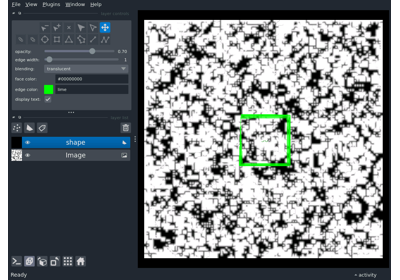 File View Plugins Window Help
opacity: 0.70
edge width: 1
blending: translucent
face color: #00000000
edge color: lime
display text: ✓
shape
Image
Ready
activity